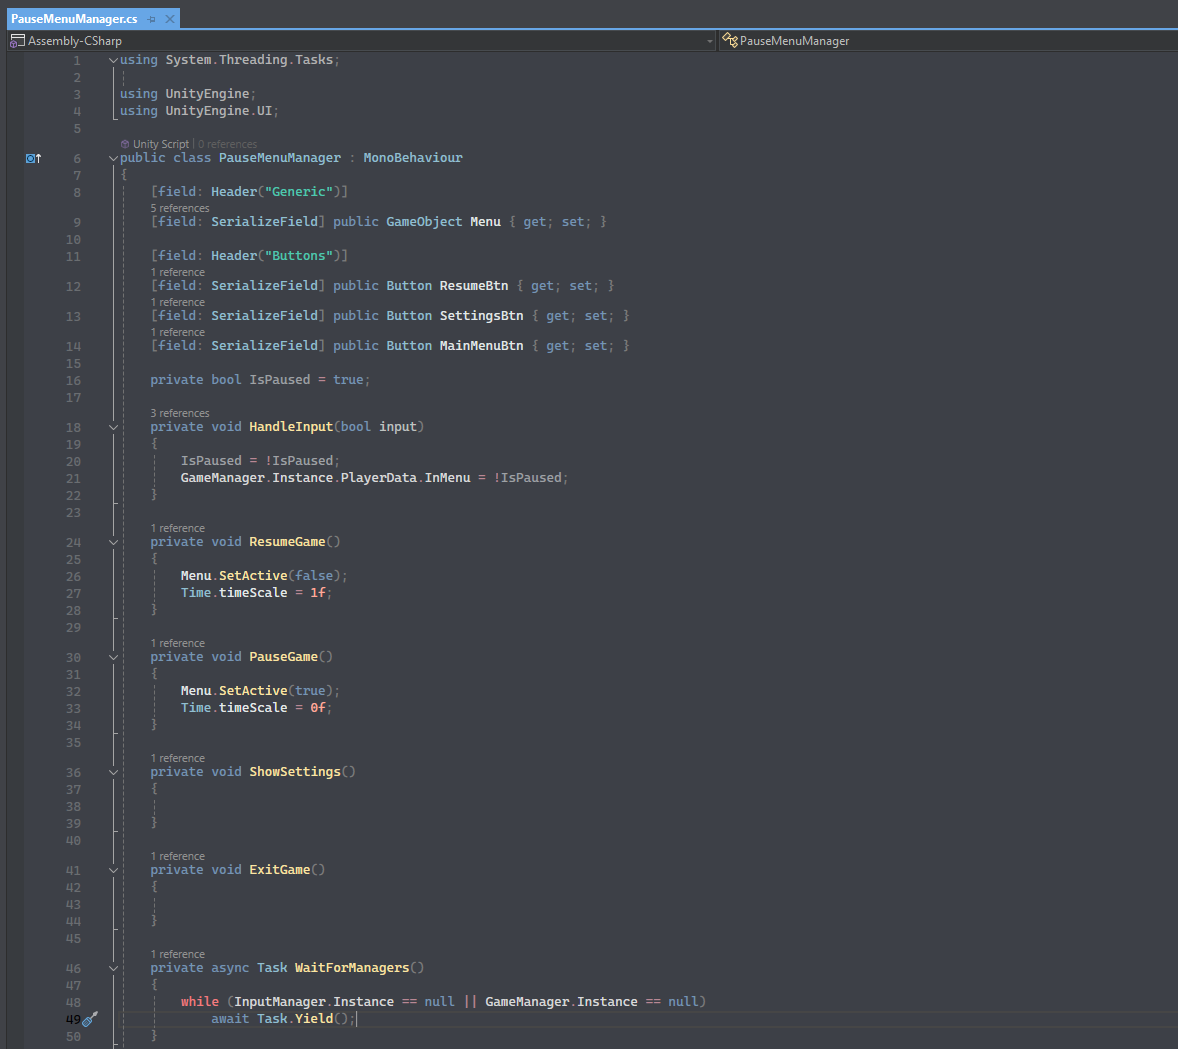 PauseMenuManager.cs
Assembly-CSharp PauseMenuManager
1 using System.Threading.Tasks;
2
3 using UnityEngine;
4 using UnityEngine.UI;
5
Unity Script | 0 references
6 public class PauseMenuManager : MonoBehaviour
7 {
8 [field: Header("Generic")]
5 references
9 [field: SerializeField] public GameObject Menu { get; set; }
10
11 [field: Header("Buttons")]
1 reference
12 [field: SerializeField] public Button ResumeBtn { get; set; }
1 reference
13 [field: SerializeField] public Button SettingsBtn { get; set; }
1 reference
14 [field: SerializeField] public Button MainMenuBtn { get; set; }
15
16 private bool IsPaused = true;
17
3 references
18 private void HandleInput(bool input)
19 {
20 IsPaused = !IsPaused;
21 GameManager.Instance.PlayerData.InMenu = !IsPaused;
22 }
23
1 reference
24 private void ResumeGame()
25 {
26 Menu.SetActive(false);
27 Time.timeScale = 1f;
28 }
29
1 reference
30 private void PauseGame()
31 {
32 Menu.SetActive(true);
33 Time.timeScale = 0f;
34 }
35
1 reference
36 private void ShowSettings()
37 {
38
39 }
40
1 reference
41 private void ExitGame()
42 {
43
44 }
45
1 reference
46 private async Task WaitForManagers()
47 {
48 while (InputManager.Instance == null || GameManager.Instance == null)
49 await Task.Yield();
50 }